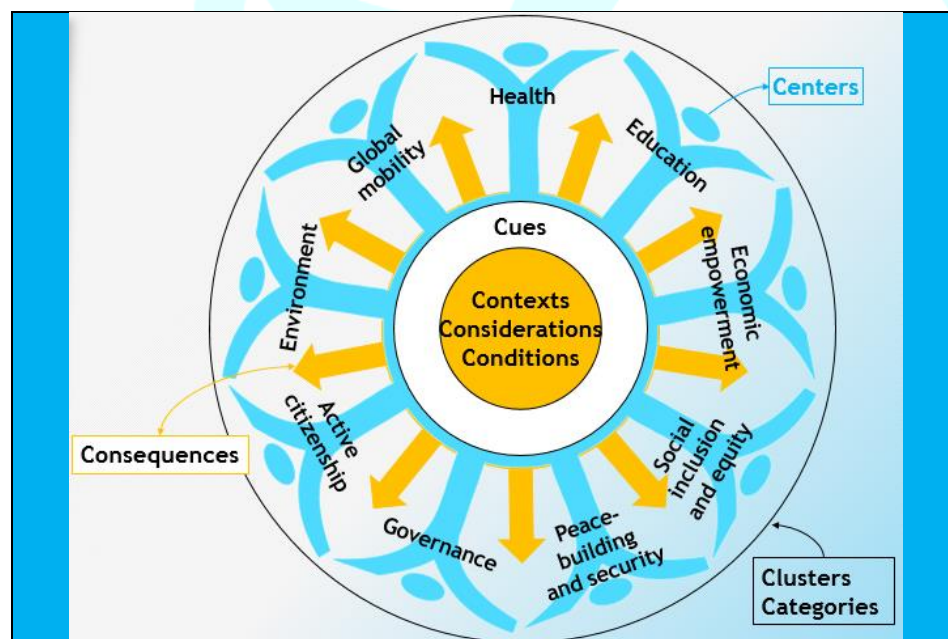 Health
Centers
Education
Global
mobility
Cues
Economic
empowerment
Environment
Contexts
Considerations
Conditions
Consequences
Active
citizenship
Social
inclusion
and equity
Governance
Peace-
building
and security
Clusters
Categories